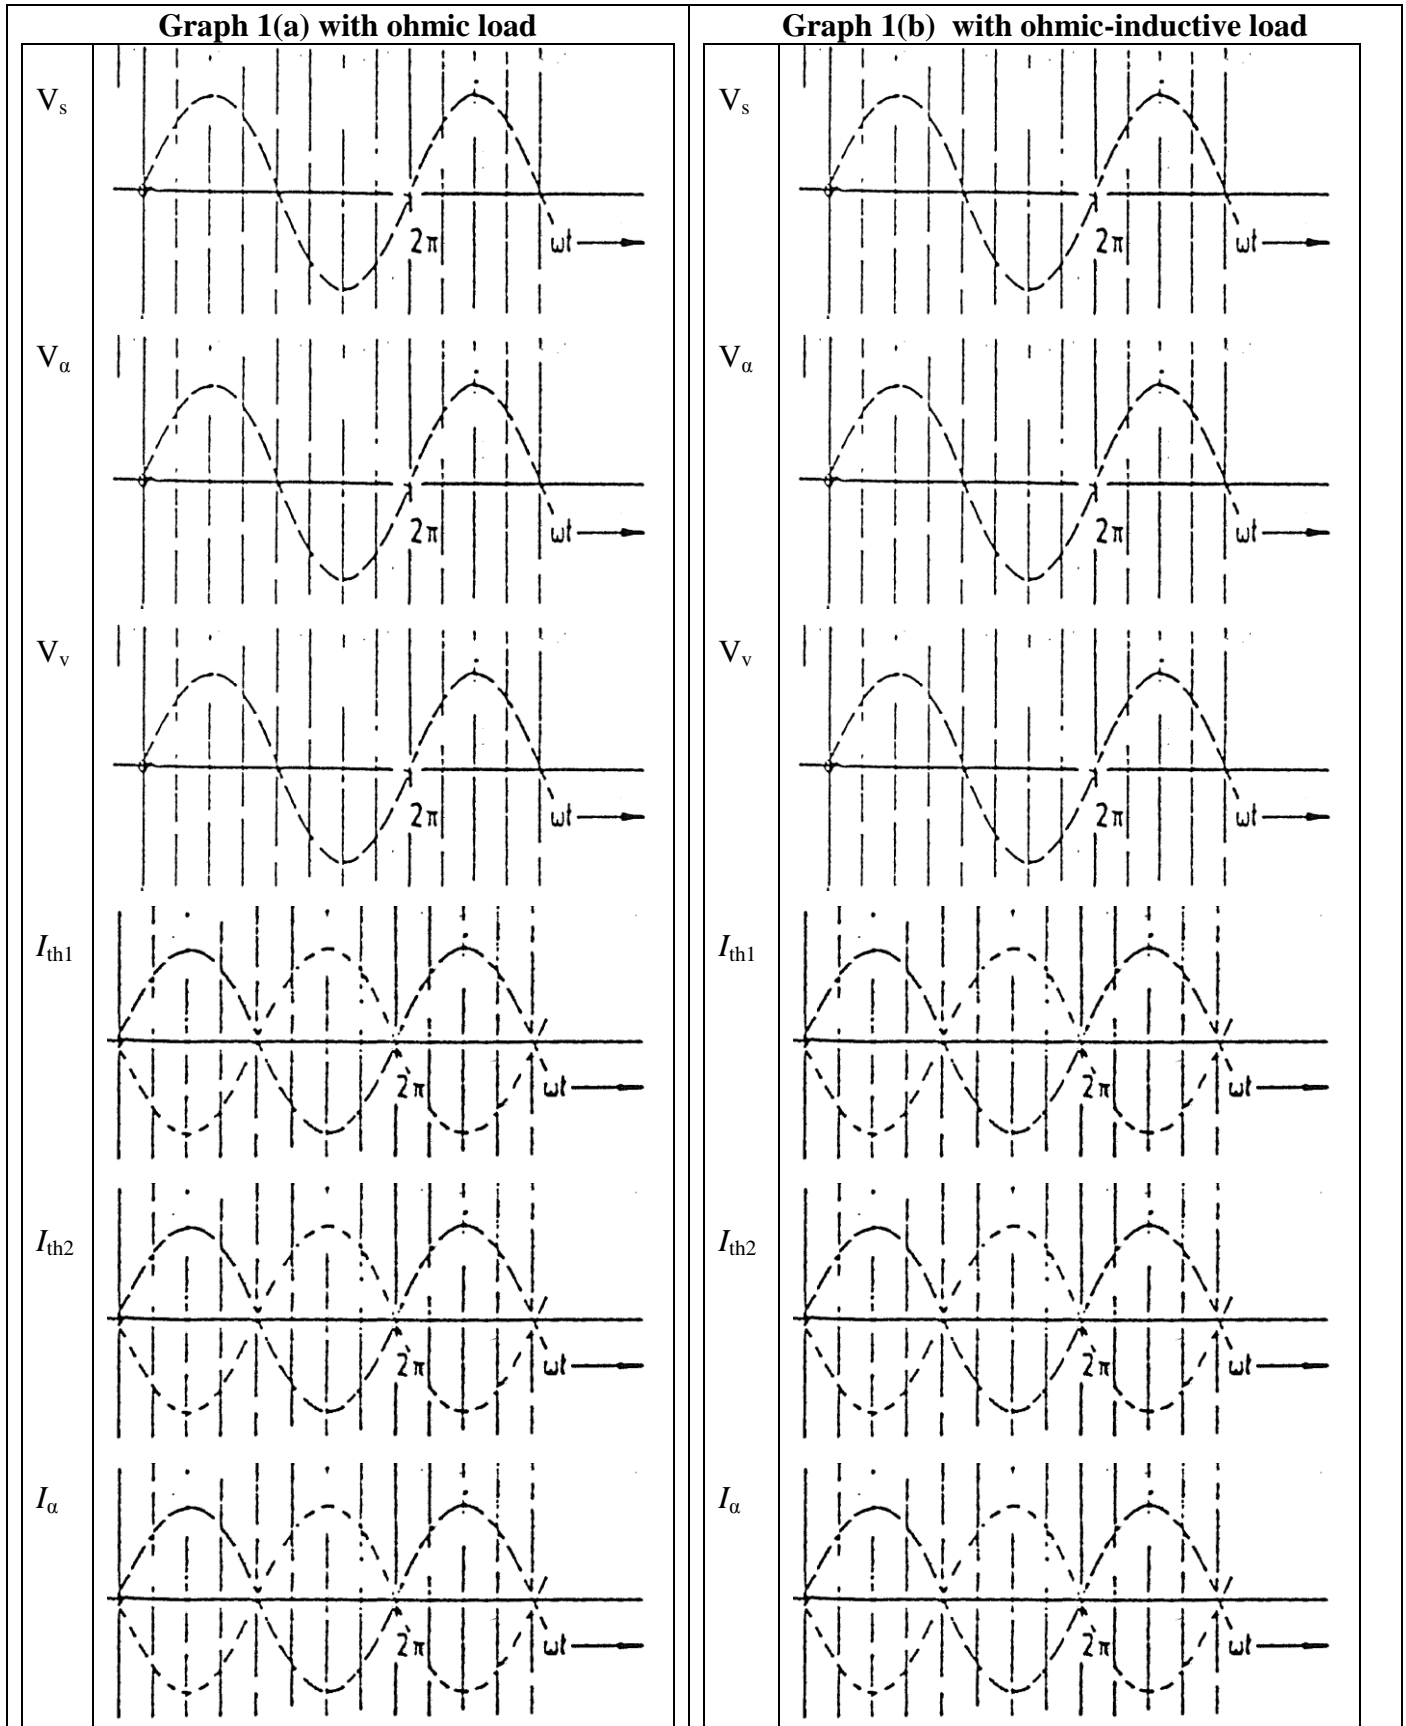 Graph 1(a) with ohmic load
Graph 1(b) with ohmic-inductive load
Vs
2π
ωt
Vs
2π
ωt
Vα
2π
ωt
Vα
2π
ωt
Vv
2π
ωt
Vv
2π
ωt
Ith1
2π
ωt
Ith1
2π
ωt
Ith2
2π
ωt
Ith2
2π
ωt
Iα
2π
ωt
Iα
2π
ωt